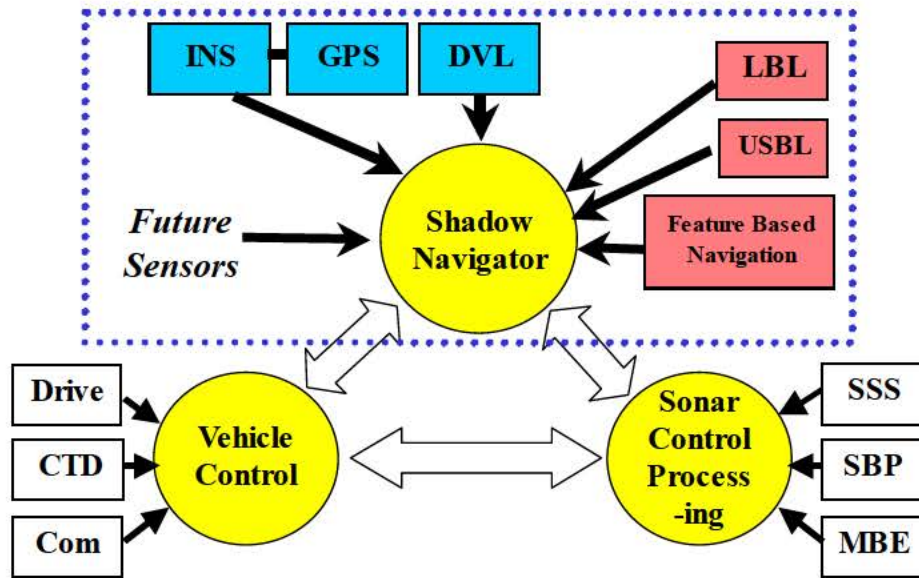 INS
GPS
DVL
LBL
USBL
Shadow
Navigator
Feature Based
Navigation
Future
Sensors
Drive
CTD
Com
Vehicle
Control
Sonar
Control
Process
-ing
SSS
SBP
MBE